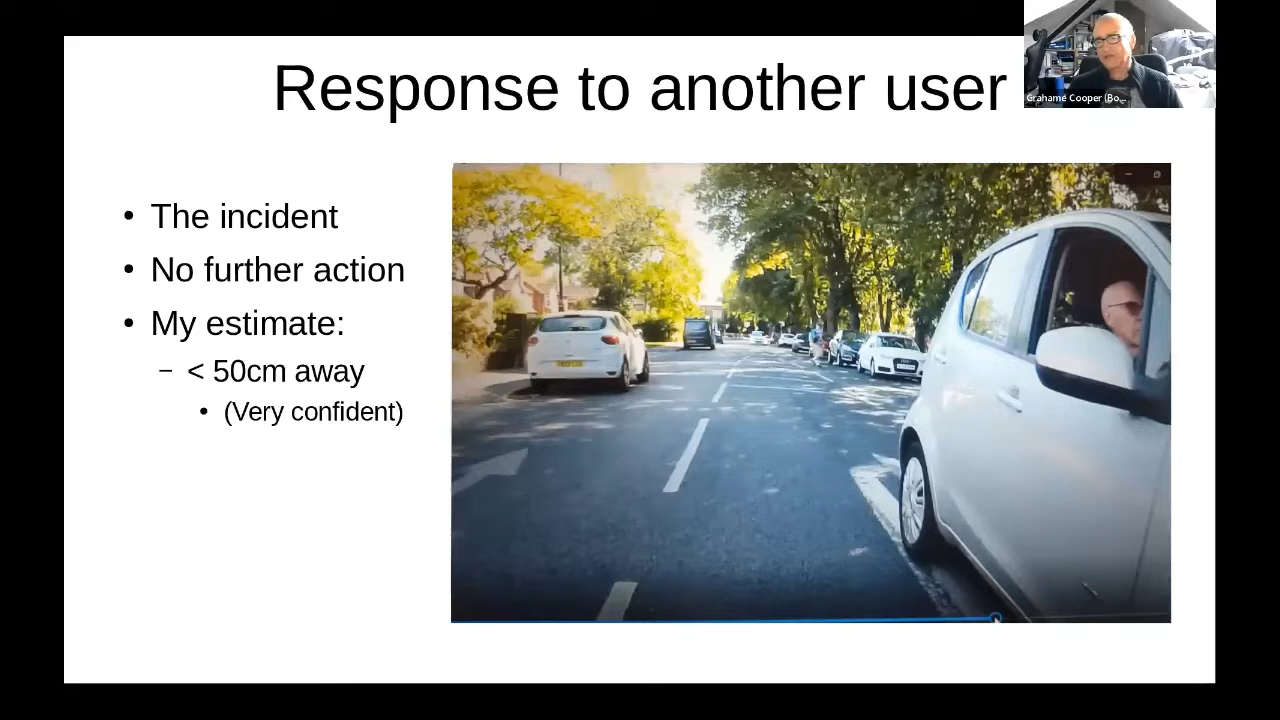 Response to another user
Grahame Cooper (Bo...
• The incident
• No further action
• My estimate:
– < 50cm away
• (Very confident)